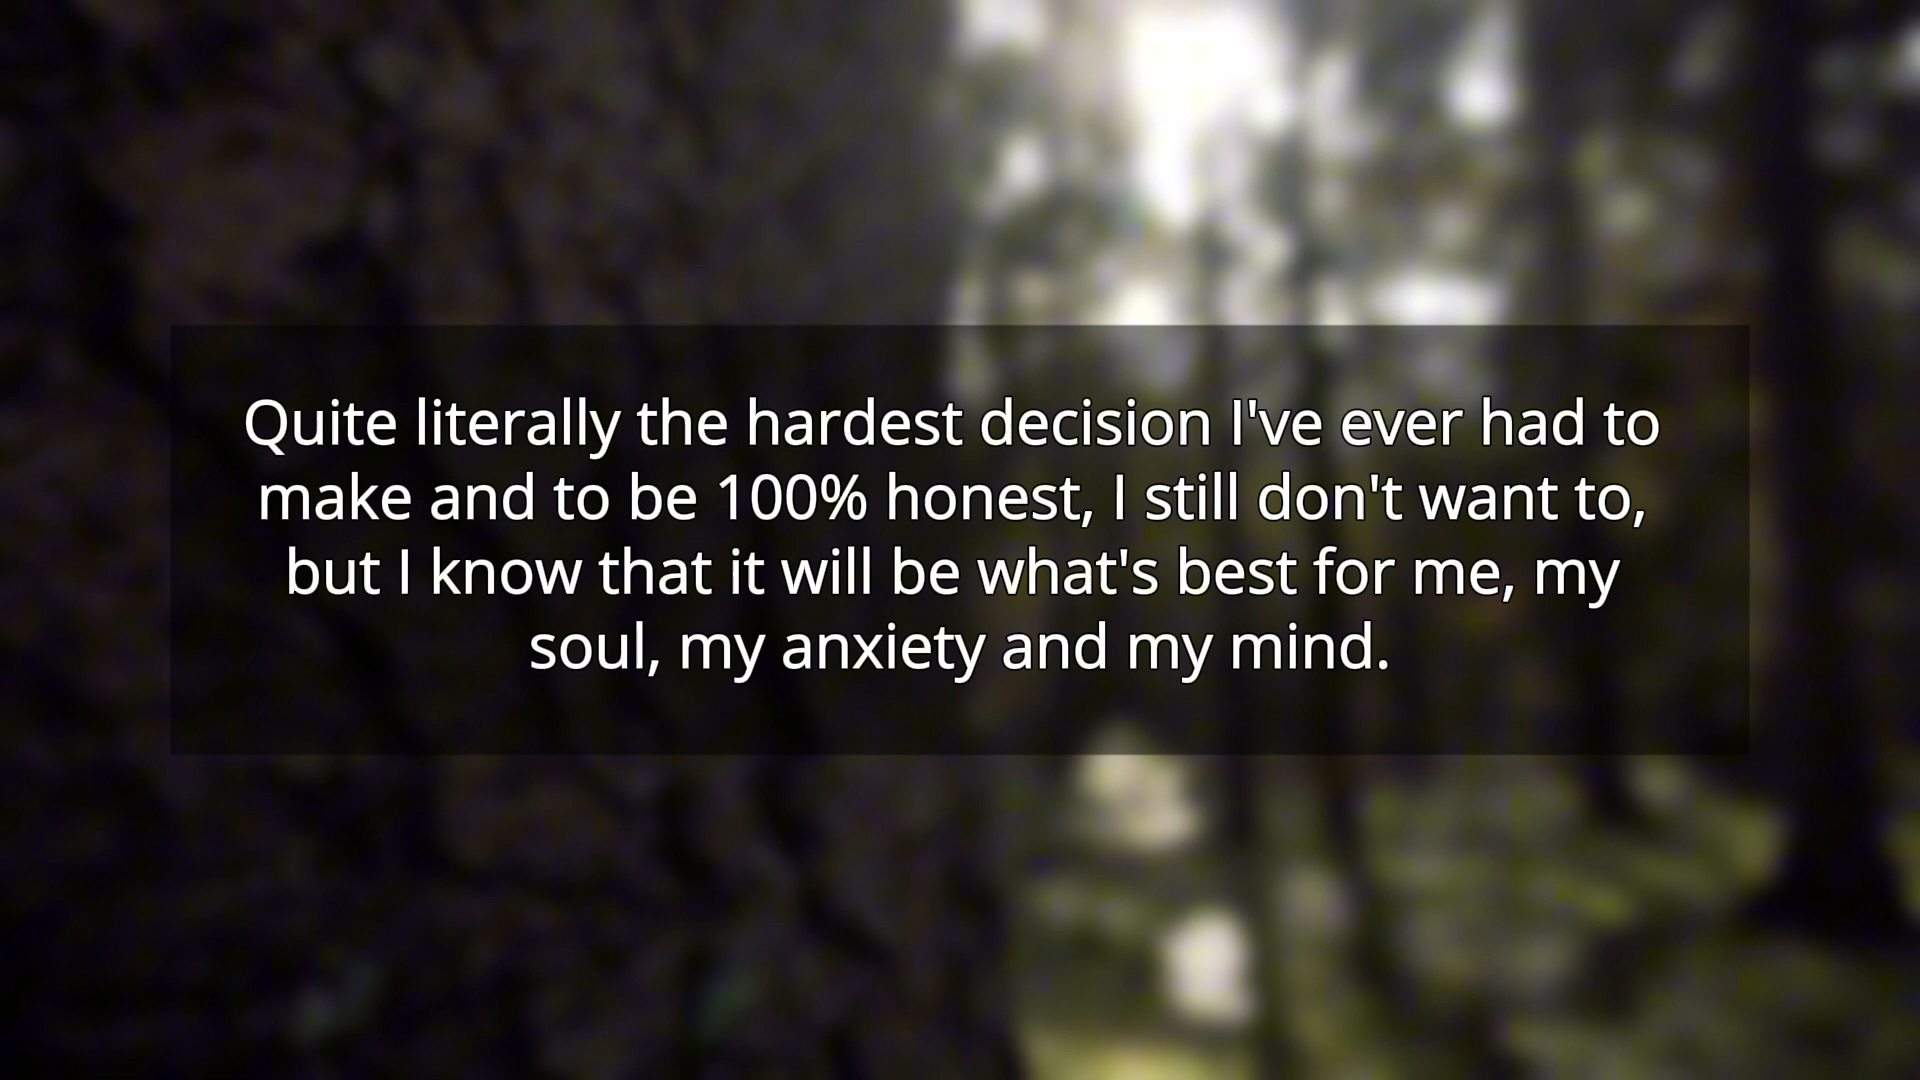 Quite literally the hardest decision I've ever had to
make and to be 100% honest, I still don't want to,
but I know that it will be what's best for me, my
soul, my anxiety and my mind.